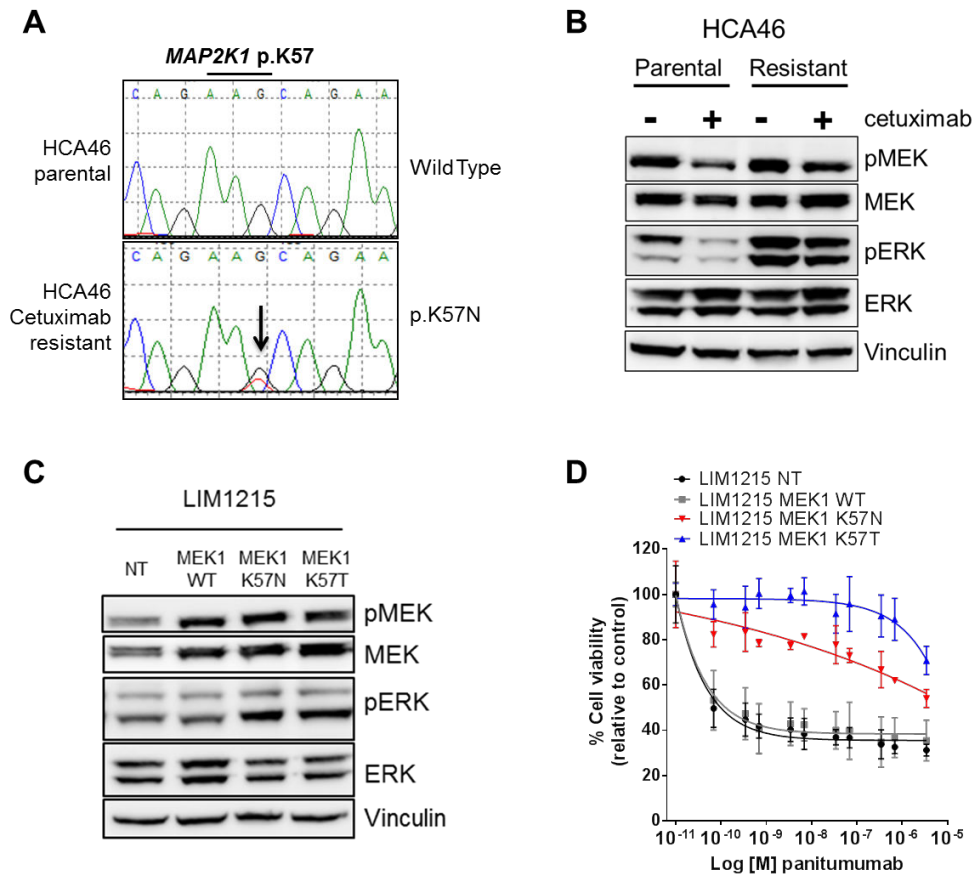 A
MAP2K1 p.K57
C A G A A G C A G A A
HCA46
parental
Wild Type
C A G A A G C A G A A
HCA46
Cetuximab
resistant
p.K57N
B
HCA46
Parental Resistant
- + - + cetuximab
pMEK
MEK
pERK
ERK
Vinculin
C
LIM1215
NT MEK1 WT MEK1 K57N MEK1 K57T
pMEK
MEK
pERK
ERK
Vinculin
D
LIM1215 NT
LIM1215 MEK1 WT
LIM1215 MEK1 K57N
LIM1215 MEK1 K57T
% Cell viability
(relative to control)
120
100
80
60
40
20
0
10-11 10-10 10-9 10-8 10-7 10-6 10-5
Log [M] panitumumab